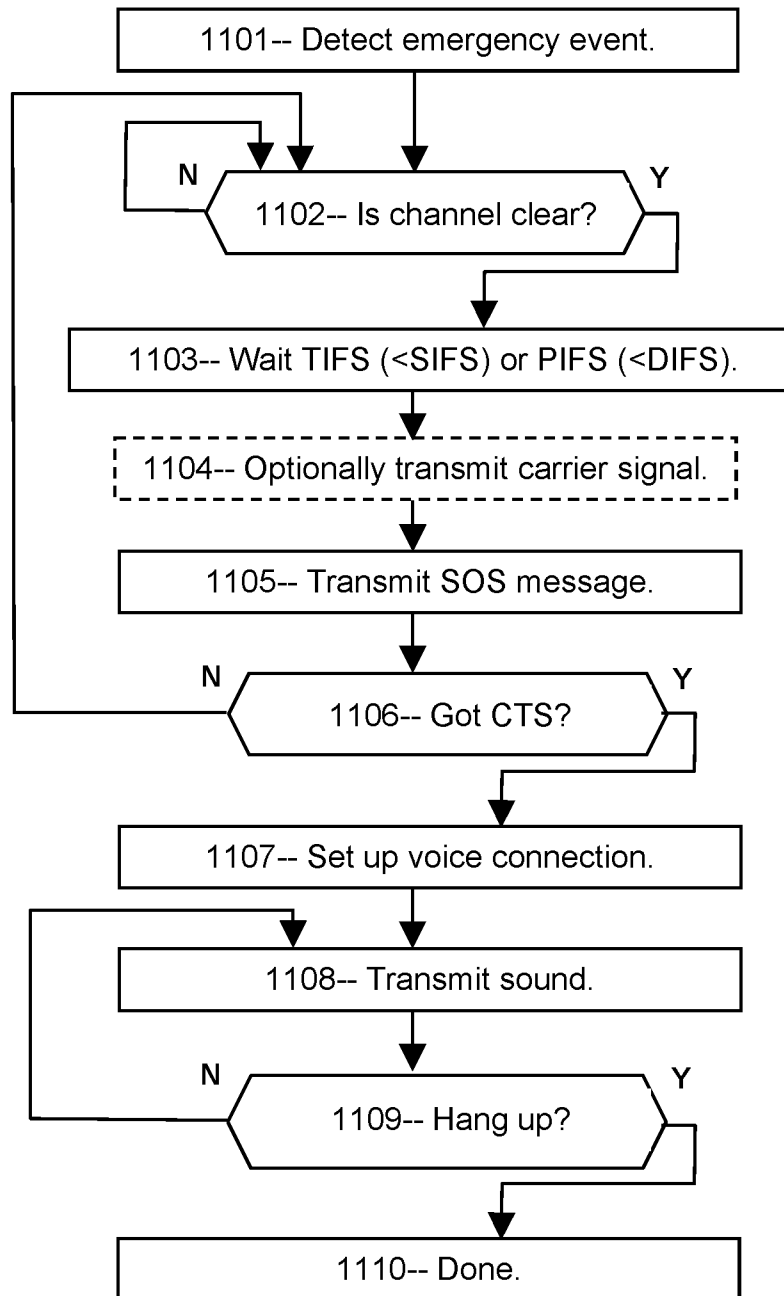 1101-- Detect emergency event.
N
Y
1102-- Is channel clear?
1103-- Wait TIFS (<SIFS) or PIFS (<DIFS).
1104-- Optionally transmit carrier signal.
1105-- Transmit SOS message.
N
Y
1106-- Got CTS?
1107-- Set up voice connection.
1108-- Transmit sound.
N
Y
1109-- Hang up?
1110-- Done.